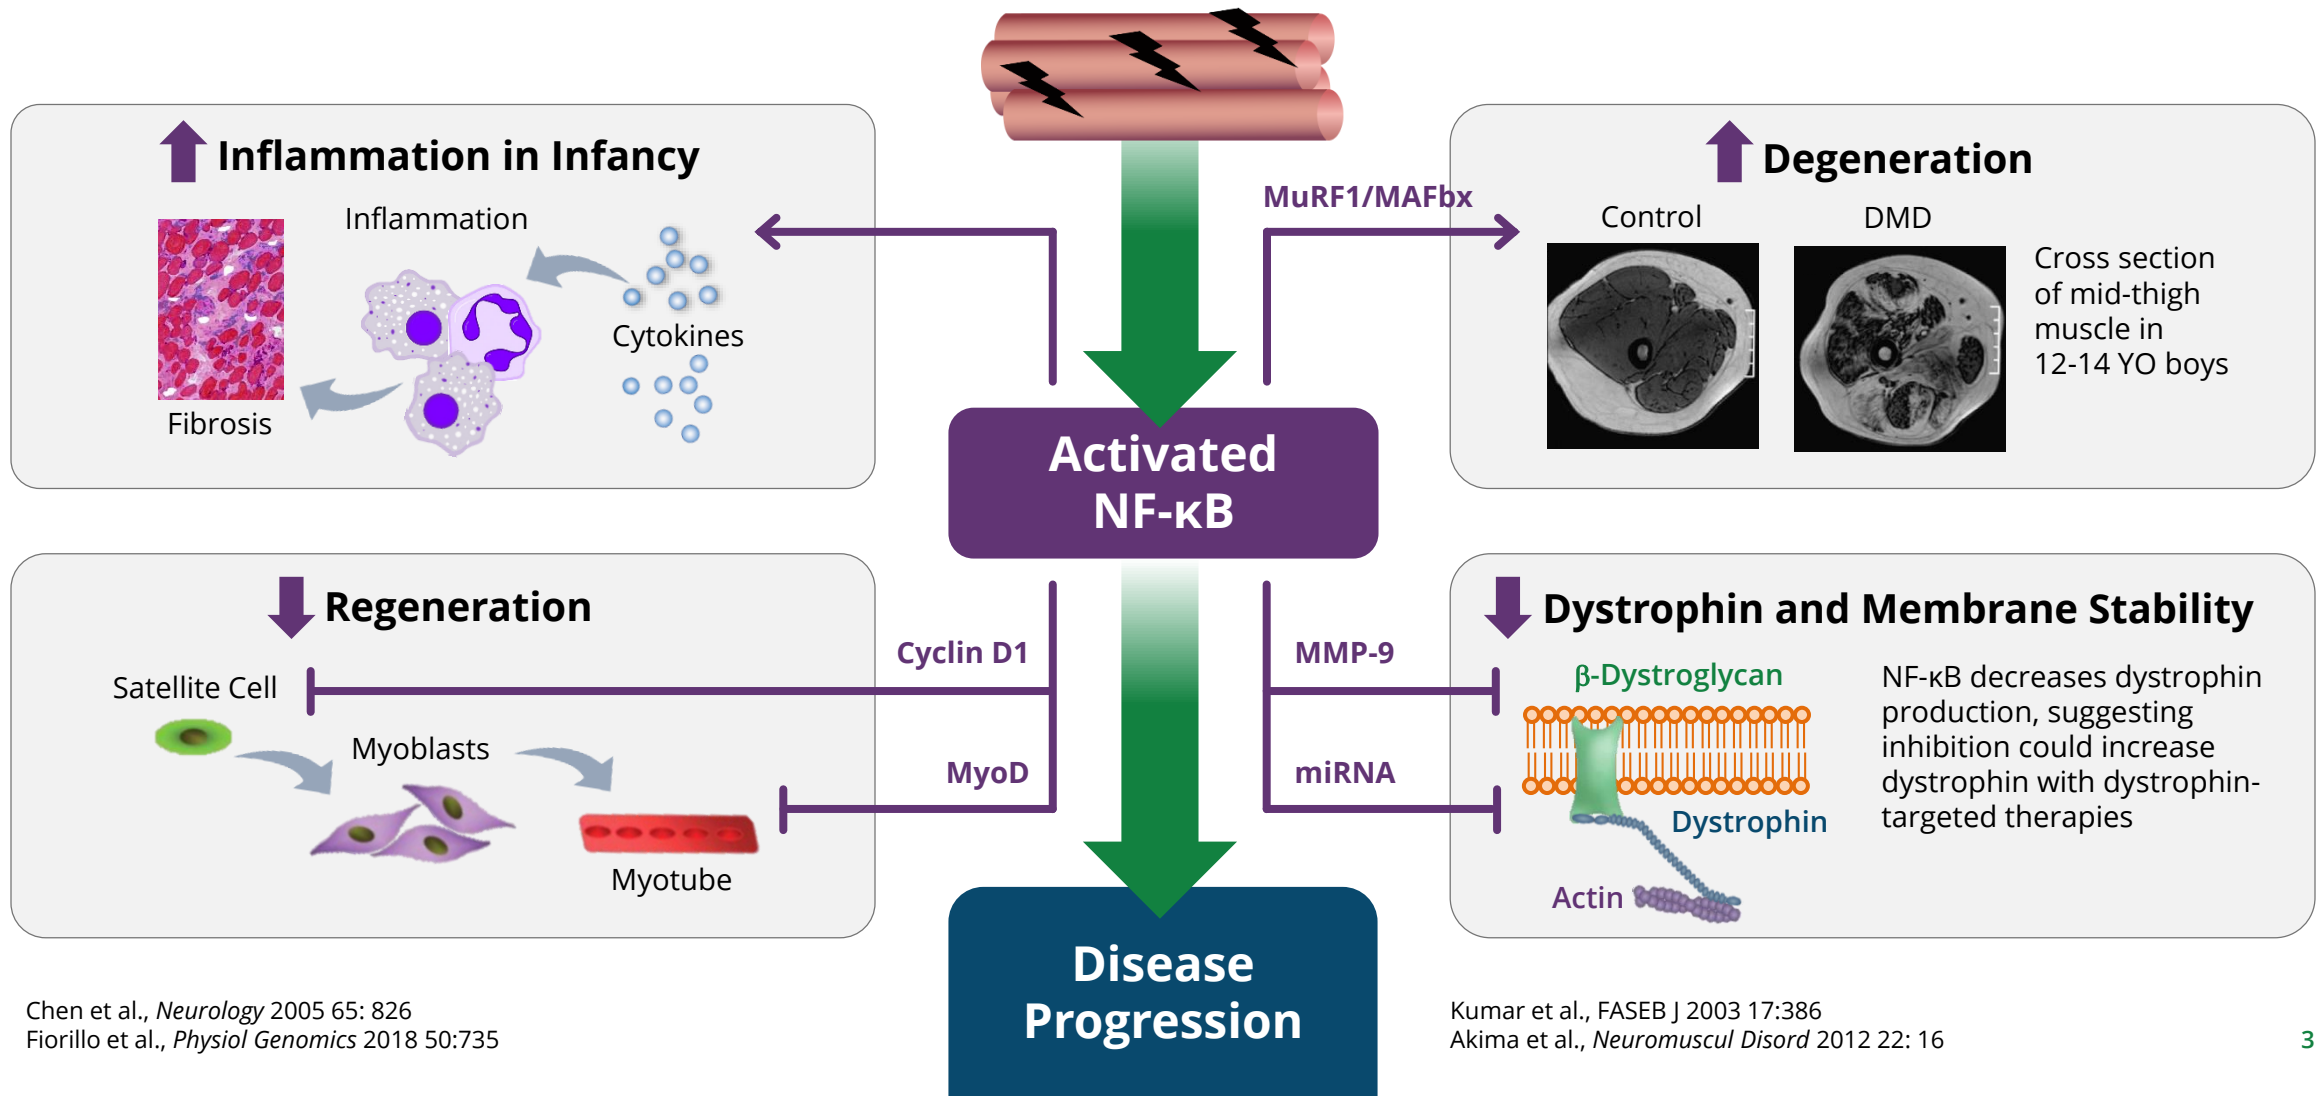 Inflammation in Infancy
Inflammation
Cytokines
Fibrosis
MuRF1/MAFbx
Degeneration
Control
DMD
Cross section
of mid-thigh
muscle in
12-14 YO boys
Activated
NF-κB
Regeneration
Satellite Cell
Myoblasts
Myotube
Cyclin D1
MyoD
MMP-9
miRNA
Dystrophin and Membrane Stability
β-Dystroglycan
Dystrophin
Actin
NF-κB decreases dystrophin
production, suggesting
inhibition could increase
dystrophin with dystrophin-
targeted therapies
Disease
Progression
Chen et al., Neurology 2005 65: 826
Fiorillo et al., Physiol Genomics 2018 50:735
Kumar et al., FASEB J 2003 17:386
Akima et al., Neuromuscul Disord 2012 22: 16
3